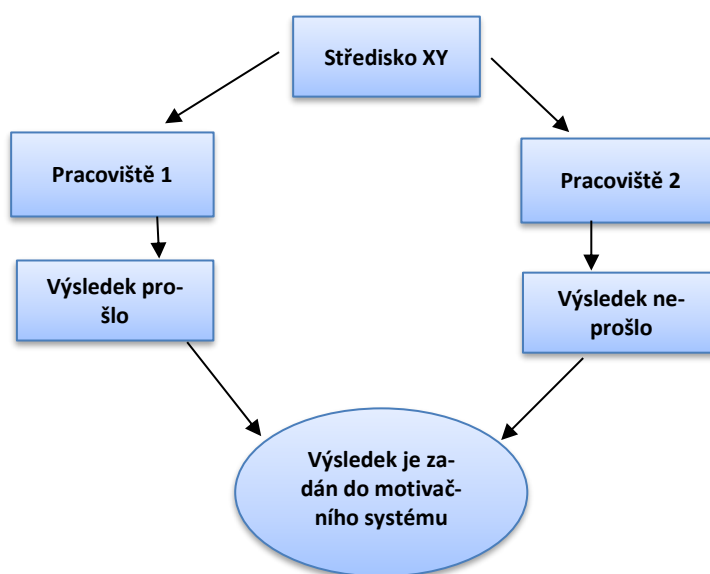 Středisko XY
Pracoviště 1
Pracoviště 2
Výsledek pro-
šlo
Výsledek ne-
prošlo
Výsledek je za-
dán do motivač-
ního systému